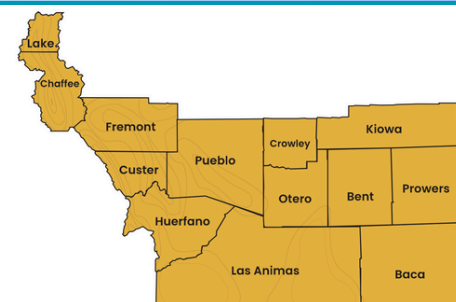 Lake
Chaffee
Fremont
Crowley
Kiowa
Custer
Pueblo
Otero
Bent
Prowers
Huerfano
Las Animas
Baca